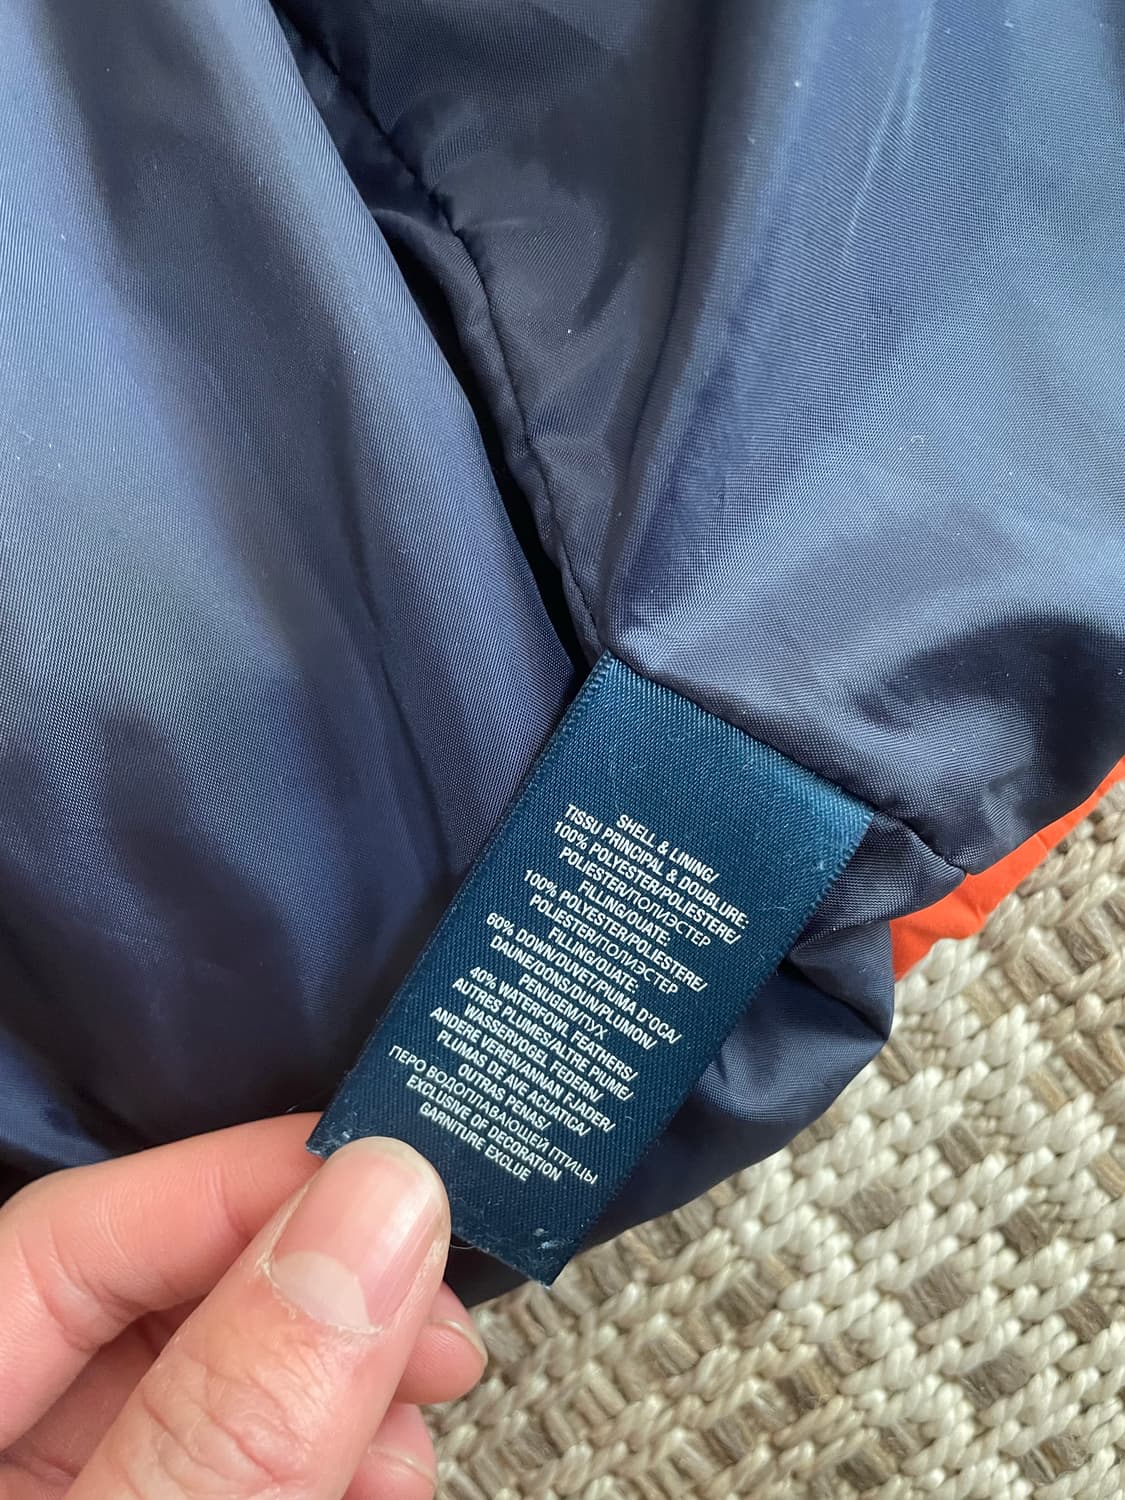 SHELL & LINING/
TISSU PRINCIPAL & DOUBLURE:
100% POLYESTER/POLIESTERE/
POLIESTER/ПОЛИЭСТЕР
FILLING/OUATE:
100% POLYESTER/POLIESTERE/
POLIESTER/ПОЛИЭСТЕР
FILLING/OUATE:
60% DOWN/DUVET/PIUMA D'OCA/
DAUNE/DONS/DUN/PLUMON/
PENUGEM/ПУХ
40% WATERFOWL FEATHERS/
AUTRES PLUMES/ALTRE PIUME/
WASSERVOGEL FEDERN/
ANDERE VEREN/ANNAN FJADER/
PLUMAS DE AVE ACUATICA/
OUTRAS PENAS/
ПЕРО ВОДОПЛАВАЮЩЕЙ ПТИЦЫ
EXCLUSIVE OF DECORATION
GARNITURE EXCLUE